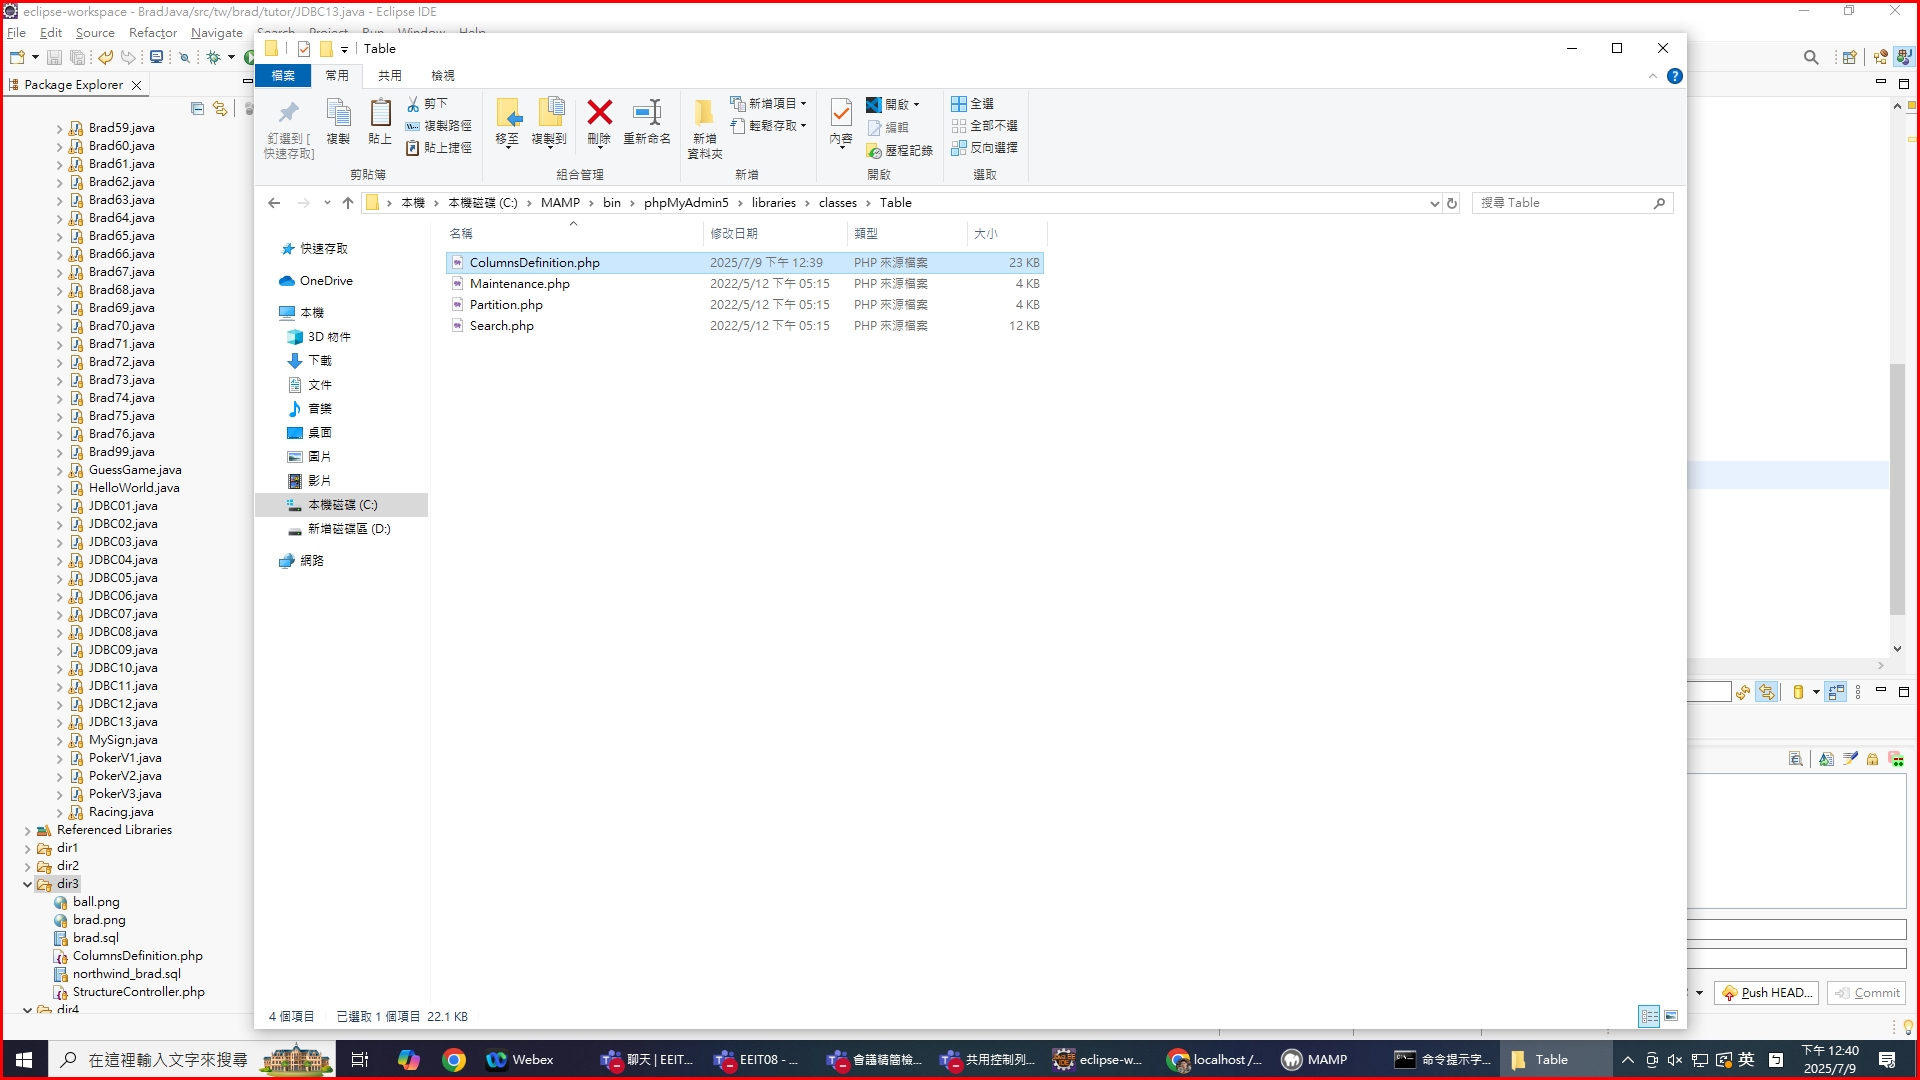 eclipse-workspace - BradJava/src/tw/brad/tutor/JDBC13.java - Eclipse IDE
File Edit Source Refactor Navigate Search Project Run Window Help
Package Explorer
Brad59.java
Brad60.java
Brad61.java
Brad62.java
Brad63.java
Brad64.java
Brad65.java
Brad66.java
Brad67.java
Brad68.java
Brad69.java
Brad70.java
Brad71.java
Brad72.java
Brad73.java
Brad74.java
Brad75.java
Brad76.java
Brad99.java
GuessGame.java
HelloWorld.java
JDBC01.java
JDBC02.java
JDBC03.java
JDBC04.java
JDBC05.java
JDBC06.java
JDBC07.java
JDBC08.java
JDBC09.java
JDBC10.java
JDBC11.java
JDBC12.java
JDBC13.java
MySign.java
PokerV1.java
PokerV2.java
PokerV3.java
Racing.java
Referenced Libraries
dir1
dir2
dir3
ball.png
brad.png
brad.sql
ColumnsDefinition.php
northwind_brad.sql
StructureController.php
dir4
Table
檔案 常用 共用 檢視
釘選到 [快速存取]
複製
貼上
剪下
複製路徑
貼上捷徑
剪貼簿
移至
複製到
刪除
重新命名
組合管理
新增資料夾
新增項目
輕鬆存取
新增
內容
開啟
編輯
歷程記錄
開啟
全選
全部不選
反向選擇
選取
本機 本機磁碟 (C:) MAMP bin phpMyAdmin5 libraries classes Table
搜尋 Table
快速存取
OneDrive
本機
3D 物件
下載
文件
音樂
桌面
圖片
影片
本機磁碟 (C:)
新增磁碟區 (D:)
網路
名稱 修改日期 類型 大小
ColumnsDefinition.php 2025/7/9 下午 12:39 PHP 來源檔案 23 KB
Maintenance.php 2022/5/12 下午 05:15 PHP 來源檔案 4 KB
Partition.php 2022/5/12 下午 05:15 PHP 來源檔案 4 KB
Search.php 2022/5/12 下午 05:15 PHP 來源檔案 12 KB
4 個項目 已選取 1 個項目 22.1 KB
Push HEAD... Commit
在這裡輸入文字來搜尋
Webex
聊天 | EEIT...
EEIT08 - ...
會議精簡檢...
共用控制列...
eclipse-w...
localhost /...
MAMP
命令提示字...
Table
英
下午 12:40
2025/7/9